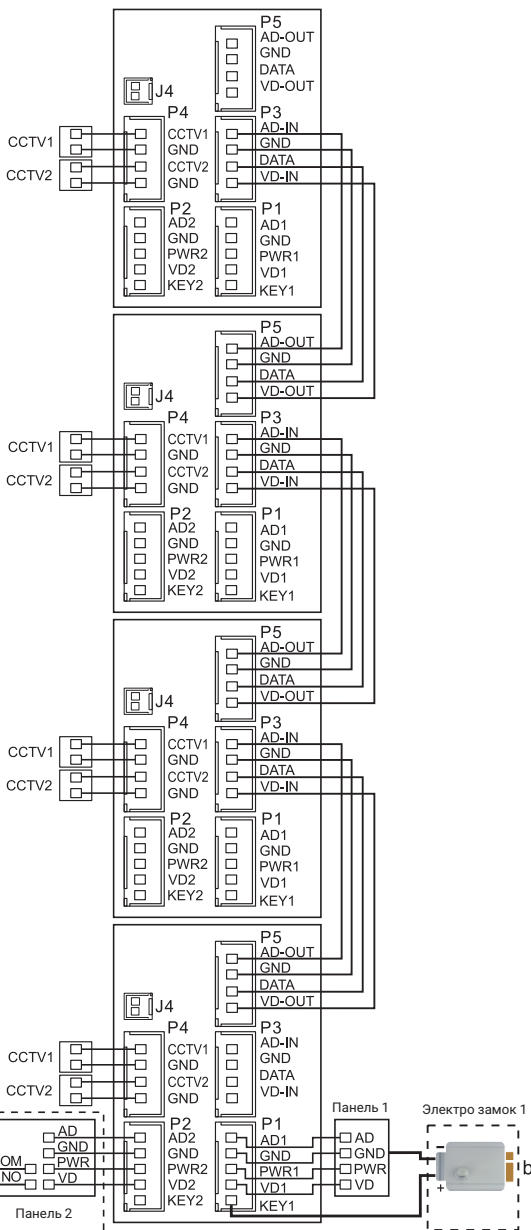 P5
AD-OUT
GND
DATA
VD-OUT
J4
P4
CCTV1
GND
CCTV2
GND
CCTV1
CCTV2
P3
AD-IN
GND
DATA
VD-IN
P2
AD2
GND
PWR2
VD2
KEY2
P1
AD1
GND
PWR1
VD1
KEY1
P5
AD-OUT
GND
DATA
VD-OUT
J4
P4
CCTV1
GND
CCTV2
GND
CCTV1
CCTV2
P3
AD-IN
GND
DATA
VD-IN
P2
AD2
GND
PWR2
VD2
KEY2
P1
AD1
GND
PWR1
VD1
KEY1
P5
AD-OUT
GND
DATA
VD-OUT
J4
P4
CCTV1
GND
CCTV2
GND
CCTV1
CCTV2
P3
AD-IN
GND
DATA
VD-IN
P2
AD2
GND
PWR2
VD2
KEY2
P1
AD1
GND
PWR1
VD1
KEY1
P5
AD-OUT
GND
DATA
VD-OUT
J4
P4
CCTV1
GND
CCTV2
GND
CCTV1
CCTV2
P3
AD-IN
GND
DATA
VD-IN
P2
AD2
GND
PWR2
VD2
KEY2
P1
AD1
GND
PWR1
VD1
KEY1
AD
GND
PWR
VD
OM
NO
Панель 2
Панель 1
AD
GND
PWR
VD
Электро замок 1
−
+
b